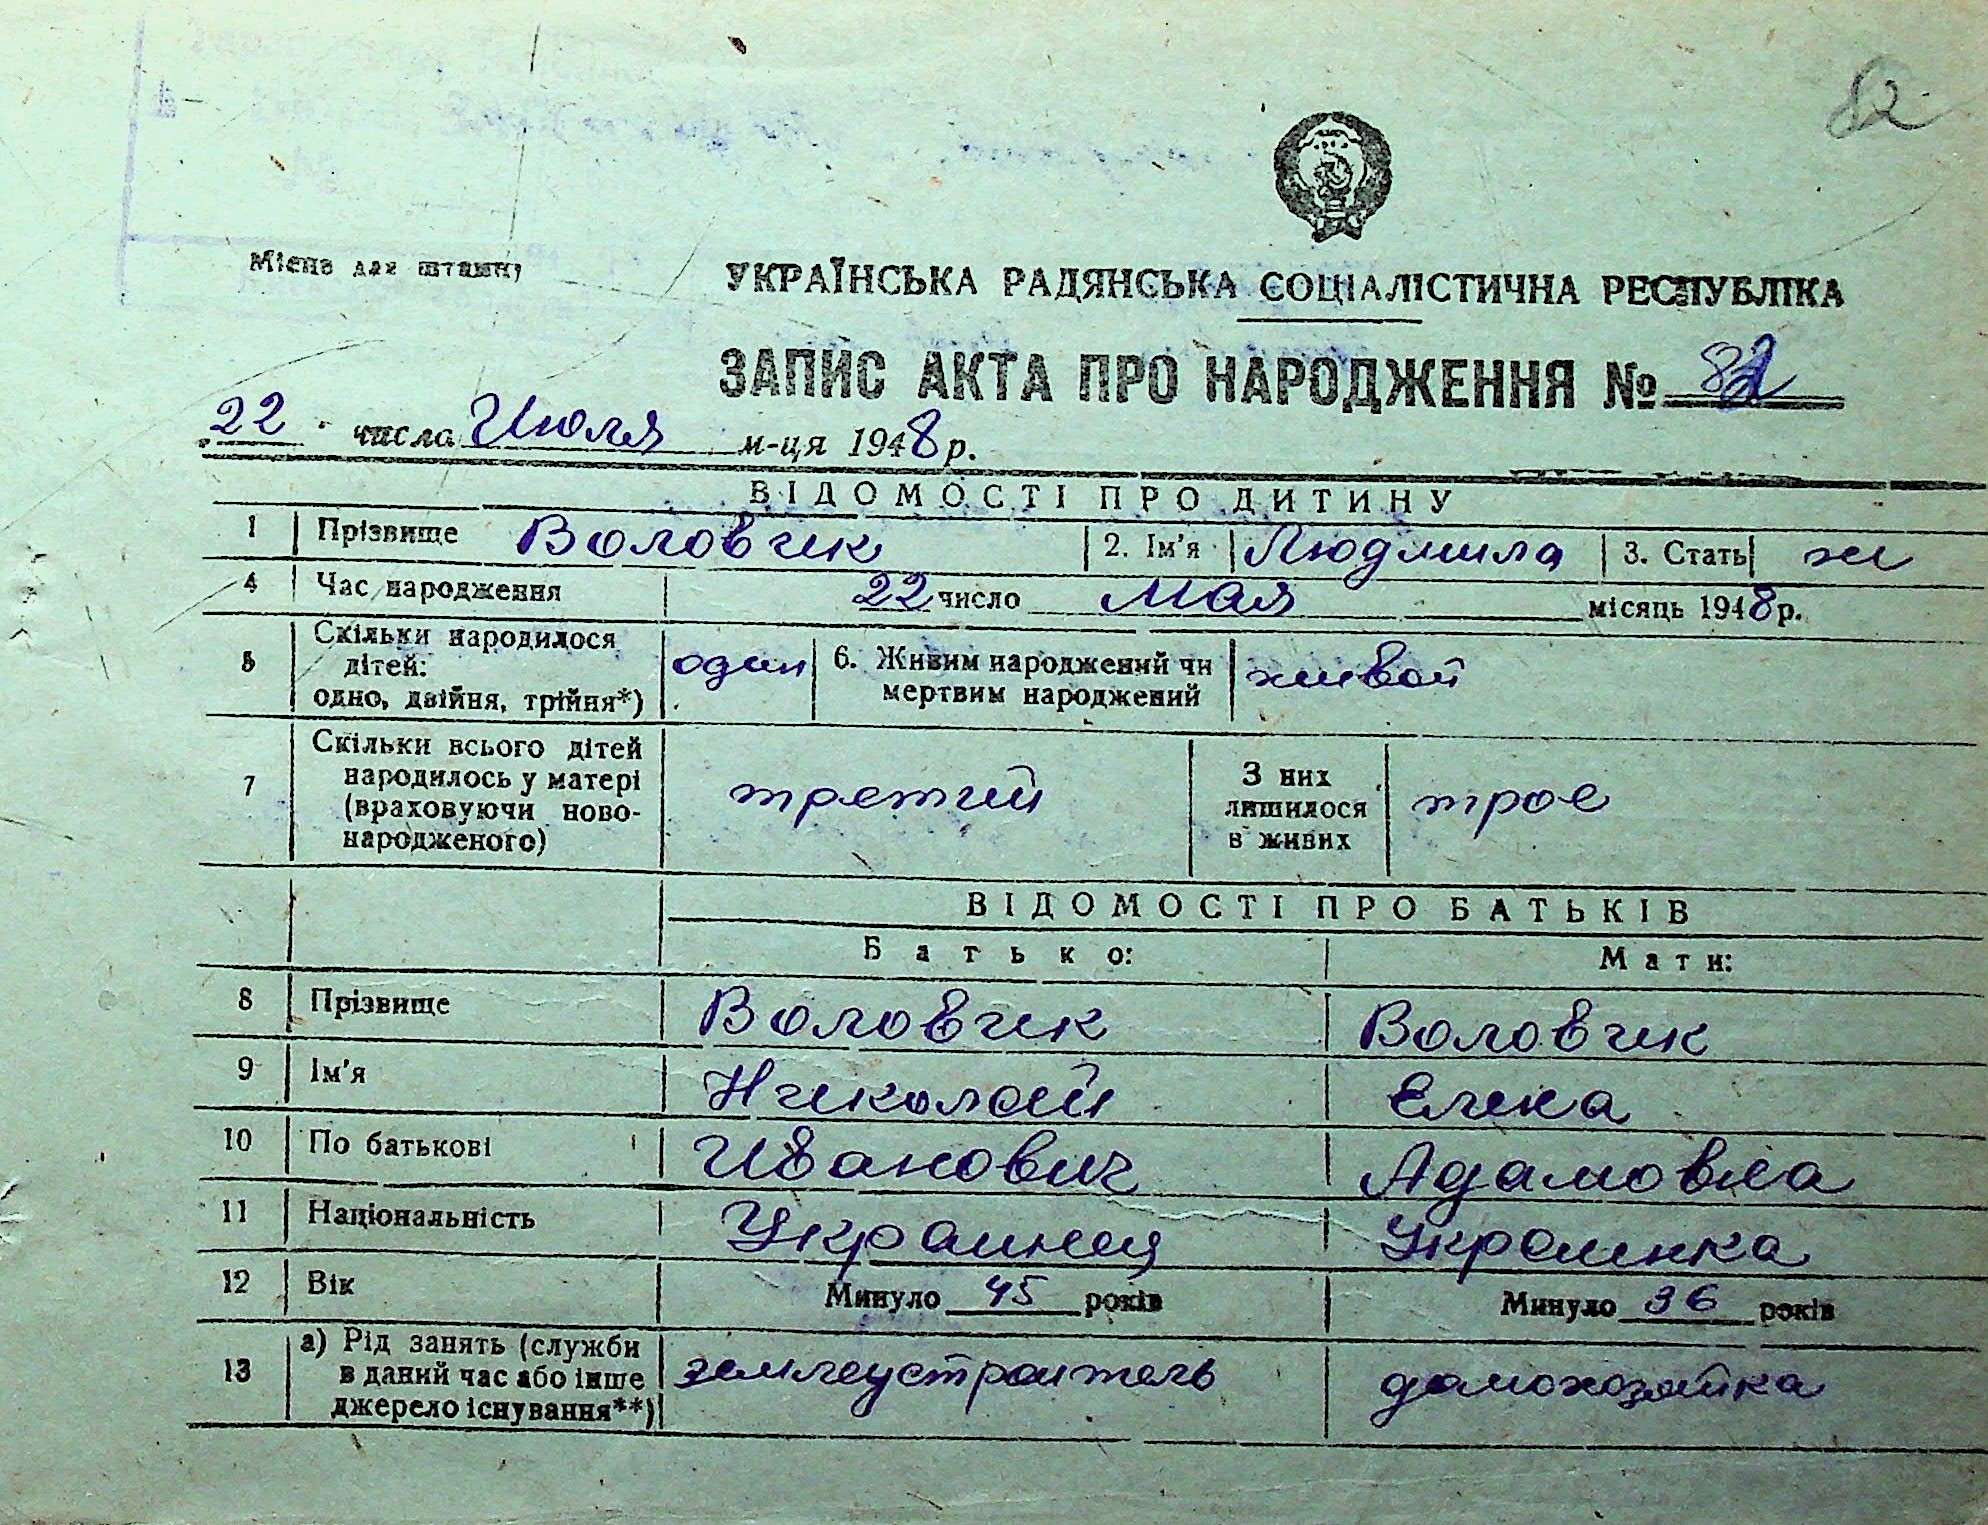 82
Місце для штампу
УКРАЇНСЬКА РАДЯНСЬКА СОЦІАЛІСТИЧНА РЕСПУБЛІКА
ЗАПИС АКТА ПРО НАРОДЖЕННЯ № 82
„22“ числа Июля м-ця 1948 р.
ВІДОМОСТІ ПРО ДИТИНУ
1 Прізвище Воловчик 2. Ім'я Людмила 3. Стать ж
4 Час народження 22 число мая місяць 1948 р.
5 Скільки народилося дітей: одно, двійня, трійня*) один 6. Живим народжений чи мертвим народжений живой
7 Скільки всього дітей народилось у матері (враховуючи ново-народженого) третий З них лишилося в живих трое
ВІДОМОСТІ ПРО БАТЬКІВ
Батько: Мати:
8 Прізвище Воловчик Воловчик
9 Ім'я Николай Елена
10 По батькові Иванович Адамовна
11 Національність Украинец Украинка
12 Вік Минуло 45 років Минуло 36 років
13 а) Рід занять (служби в даний час або інше джерело існування**) землеустроитель домохозяйка